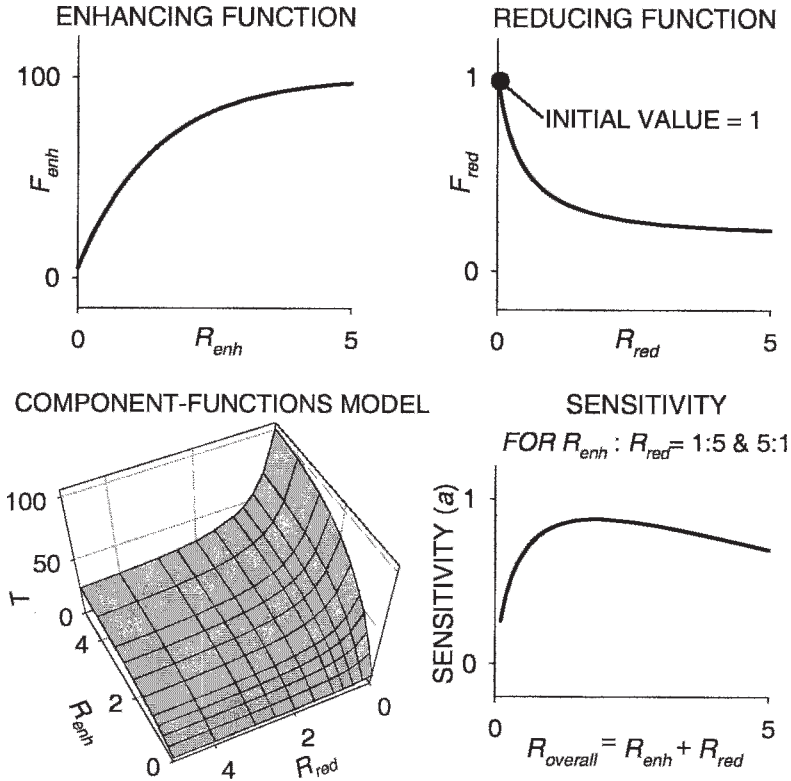 ENHANCING FUNCTION
100
F_enh
0
0
R_enh
5
REDUCING FUNCTION
1
INITIAL VALUE = 1
F_red
0
0
R_red
5
COMPONENT-FUNCTIONS MODEL
100
50
0
T
4
2
0
R_enh
4
2
0
R_red
SENSITIVITY
FOR R_enh : R_red= 1:5 & 5:1
1
SENSITIVITY (a)
0
0
5
R_overall = R_enh + R_red